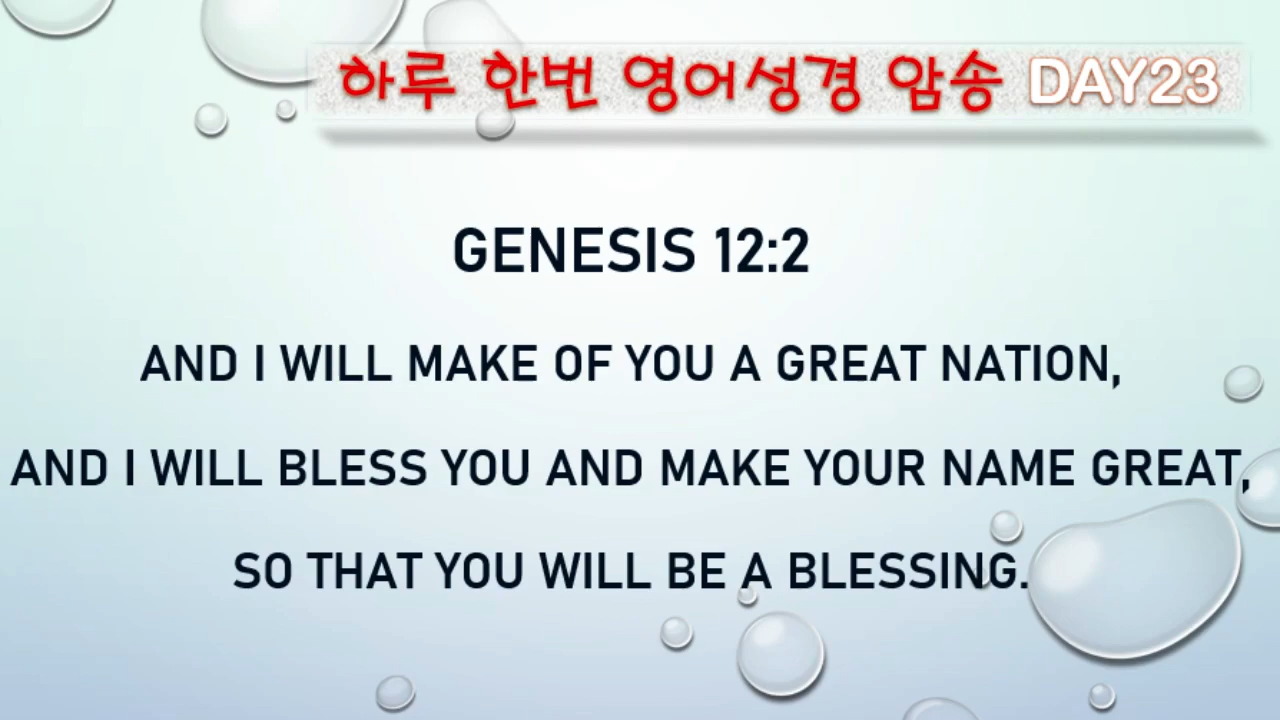 하루 한번 영어성경 암송 DAY23
GENESIS 12:2
AND I WILL MAKE OF YOU A GREAT NATION,
AND I WILL BLESS YOU AND MAKE YOUR NAME GREAT,
SO THAT YOU WILL BE A BLESSING.